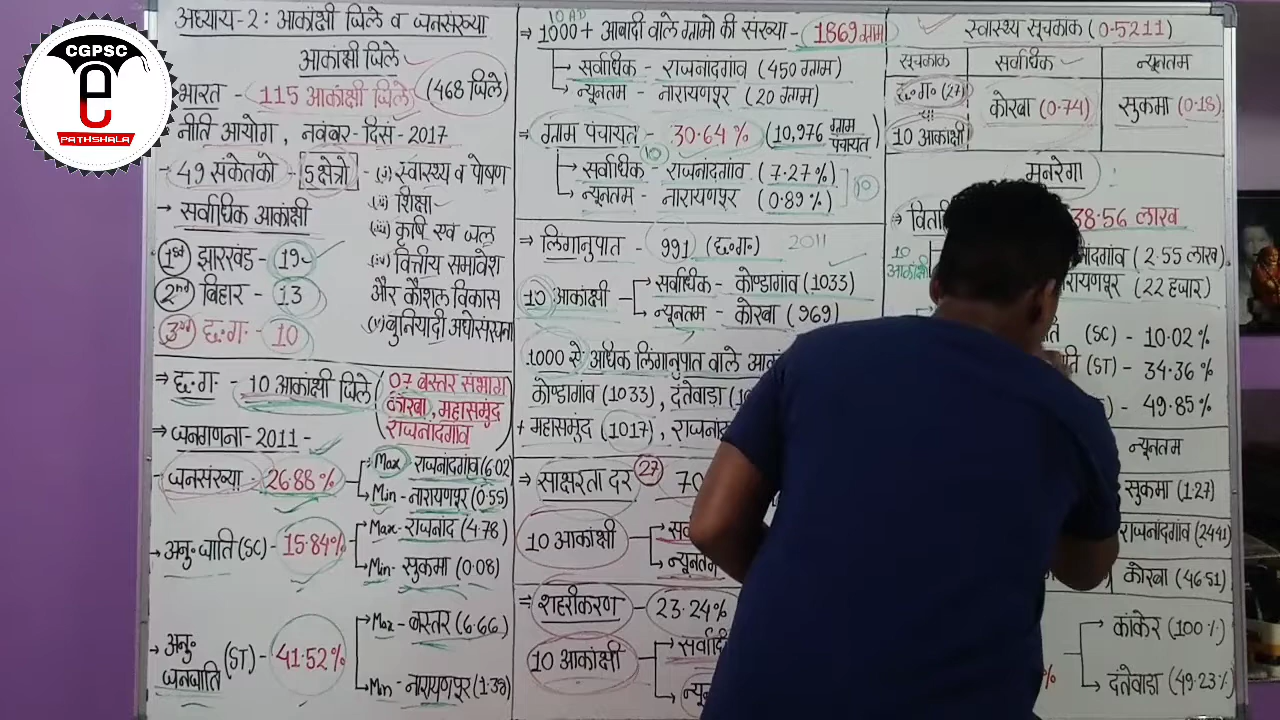 CGPSC
e
PATHSHALA
अध्याय-2 : आकांक्षी जिले व जनसंख्या
आकांक्षी जिले
भारत - 115 आकांक्षी जिले (468 जिले)
नीति आयोग , नवंबर-दिसं - 2017
→ 49 संकेतको - 5 क्षेत्रो - (i) स्वास्थ्य व पोषण
(ii) शिक्षा
(iii) कृषि एवं जल
(iv) वित्तीय समावेश
और कौशल विकास
(v) बुनियादी अधोसंरचना
→ सर्वाधिक आकांक्षी
1st झारखंड - 19
2nd बिहार - 13
3rd छ.ग. - 10
⇒ छ.ग. - 10 आकांक्षी जिले ( 07 बस्तर संभाग
कोरबा , महासमुंद
राजनांदगांव )
⇒ जनगणना - 2011 -
- जनसंख्या - 26.88 %
Max - राजनांदगांव (6.02)
Min - नारायणपुर (0.55)
→ अनु. जाति (SC) - 15.84%
Max - राजनांद (4.78)
Min - सुकमा (0.08)
→ अनु. जनजाति (ST) - 41.52%
Max - बस्तर (6.66)
Min - नारायणपुर (1.39)
10 AD
⇒ 1000+ आबादी वाले ग्रामो की संख्या - 1869 ग्राम
→ सर्वाधिक - राजनांदगांव (450 ग्राम)
→ न्यूनतम - नारायणपुर (20 ग्राम)
⇒ ग्राम पंचायत - 30.64 % (10,976 ग्राम पंचायत)
10
→ सर्वाधिक - राजनांदगांव (7.27 %)
→ न्यूनतम - नारायणपुर (0.89 %)
10
⇒ लिंगानुपात - 991 (छ.ग.) 2011
10 आकांक्षी
→ सर्वाधिक - कोण्डागांव (1033)
→ न्यूनतम - कोरबा (969)
1000 से अधिक लिंगानुपात वाले
कोण्डागांव (1033) , दंतेवाडा
+ महासमुंद (1017) ,
⇒ साक्षरता दर 27 70
10 आकांक्षी
→ न्यूनतम
⇒ शहरीकरण - 23.24%
10 आकांक्षी
स्वास्थ्य सूचकाक (0.5211)
सूचकाक सर्वाधिक न्यूनतम
छ.ग. (27)
10 आकांक्षी
कोरबा (0.74) सुकमा (0.18)
मनरेगा
38.56 लाख
10 आकांक्षी
(2.55 लाख)
(22 हजार)
(SC) - 10.02 %
(ST) - 34.36 %
- 49.85 %
न्यूनतम
सुकमा (1.27)
राजनांदगांव (2441)
कोरबा (46.51)
→ कांकेर (100 %)
→ दंतेवाडा (49.23 %)